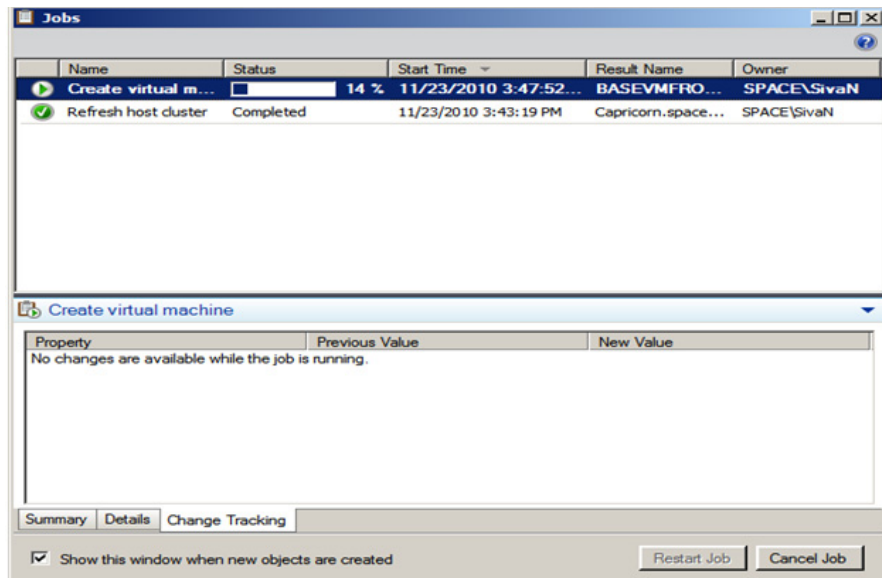 Jobs
Name Status Start Time Result Name Owner
Create virtual m... 14 % 11/23/2010 3:47:52... BASEVMFRO... SPACE\SivaN
Refresh host cluster Completed 11/23/2010 3:43:19 PM Capricorn.space... SPACE\SivaN
Create virtual machine
Property Previous Value New Value
No changes are available while the job is running.
Summary Details Change Tracking
Show this window when new objects are created Restart Job Cancel Job